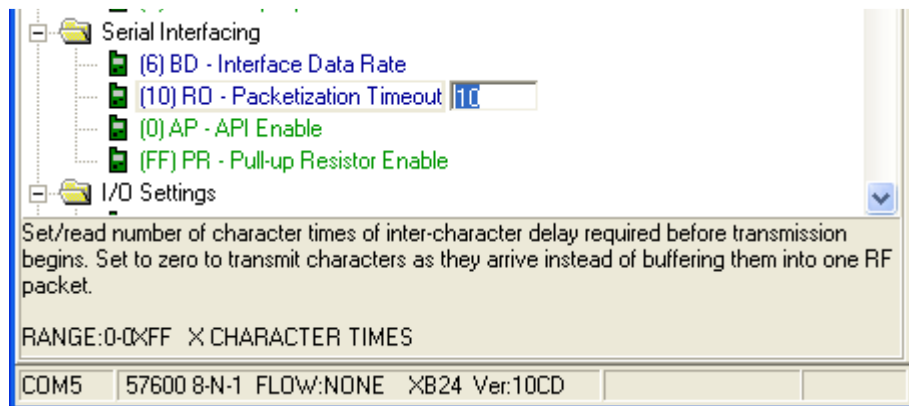 Serial Interfacing
(6) BD - Interface Data Rate
(10) RO - Packetization Timeout 10
(0) AP - API Enable
(FF) PR - Pull-up Resistor Enable
I/O Settings
Set/read number of character times of inter-character delay required before transmission
begins. Set to zero to transmit characters as they arrive instead of buffering them into one RF
packet.
RANGE:0-0XFF X CHARACTER TIMES
COM5 57600 8-N-1 FLOW:NONE XB24 Ver:10CD